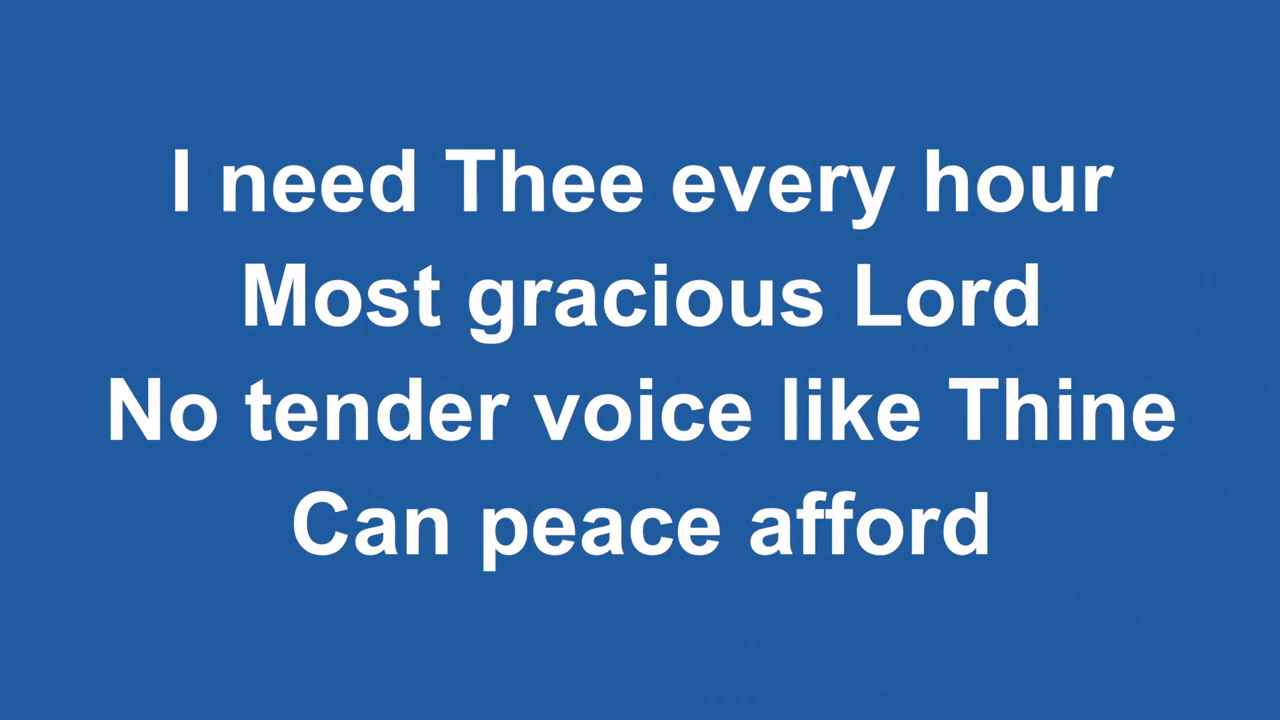 I need Thee every hour
Most gracious Lord
No tender voice like Thine
Can peace afford